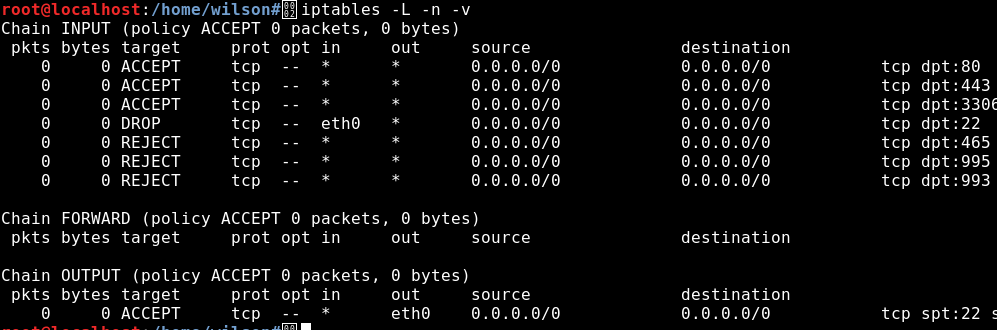 root@localhost:/home/wilson# iptables -L -n -v
Chain INPUT (policy ACCEPT 0 packets, 0 bytes)
 pkts bytes target     prot opt in     out     source               destination
    0     0 ACCEPT     tcp  --  *      *       0.0.0.0/0            0.0.0.0/0            tcp dpt:80
    0     0 ACCEPT     tcp  --  *      *       0.0.0.0/0            0.0.0.0/0            tcp dpt:443
    0     0 ACCEPT     tcp  --  *      *       0.0.0.0/0            0.0.0.0/0            tcp dpt:3306
    0     0 DROP       tcp  --  eth0   *       0.0.0.0/0            0.0.0.0/0            tcp dpt:22
    0     0 REJECT     tcp  --  *      *       0.0.0.0/0            0.0.0.0/0            tcp dpt:465
    0     0 REJECT     tcp  --  *      *       0.0.0.0/0            0.0.0.0/0            tcp dpt:995
    0     0 REJECT     tcp  --  *      *       0.0.0.0/0            0.0.0.0/0            tcp dpt:993
Chain FORWARD (policy ACCEPT 0 packets, 0 bytes)
 pkts bytes target     prot opt in     out     source               destination
Chain OUTPUT (policy ACCEPT 0 packets, 0 bytes)
 pkts bytes target     prot opt in     out     source               destination
    0     0 ACCEPT     tcp  --  *      eth0    0.0.0.0/0            0.0.0.0/0            tcp spt:22 s
root@localhost:/home/wilson#